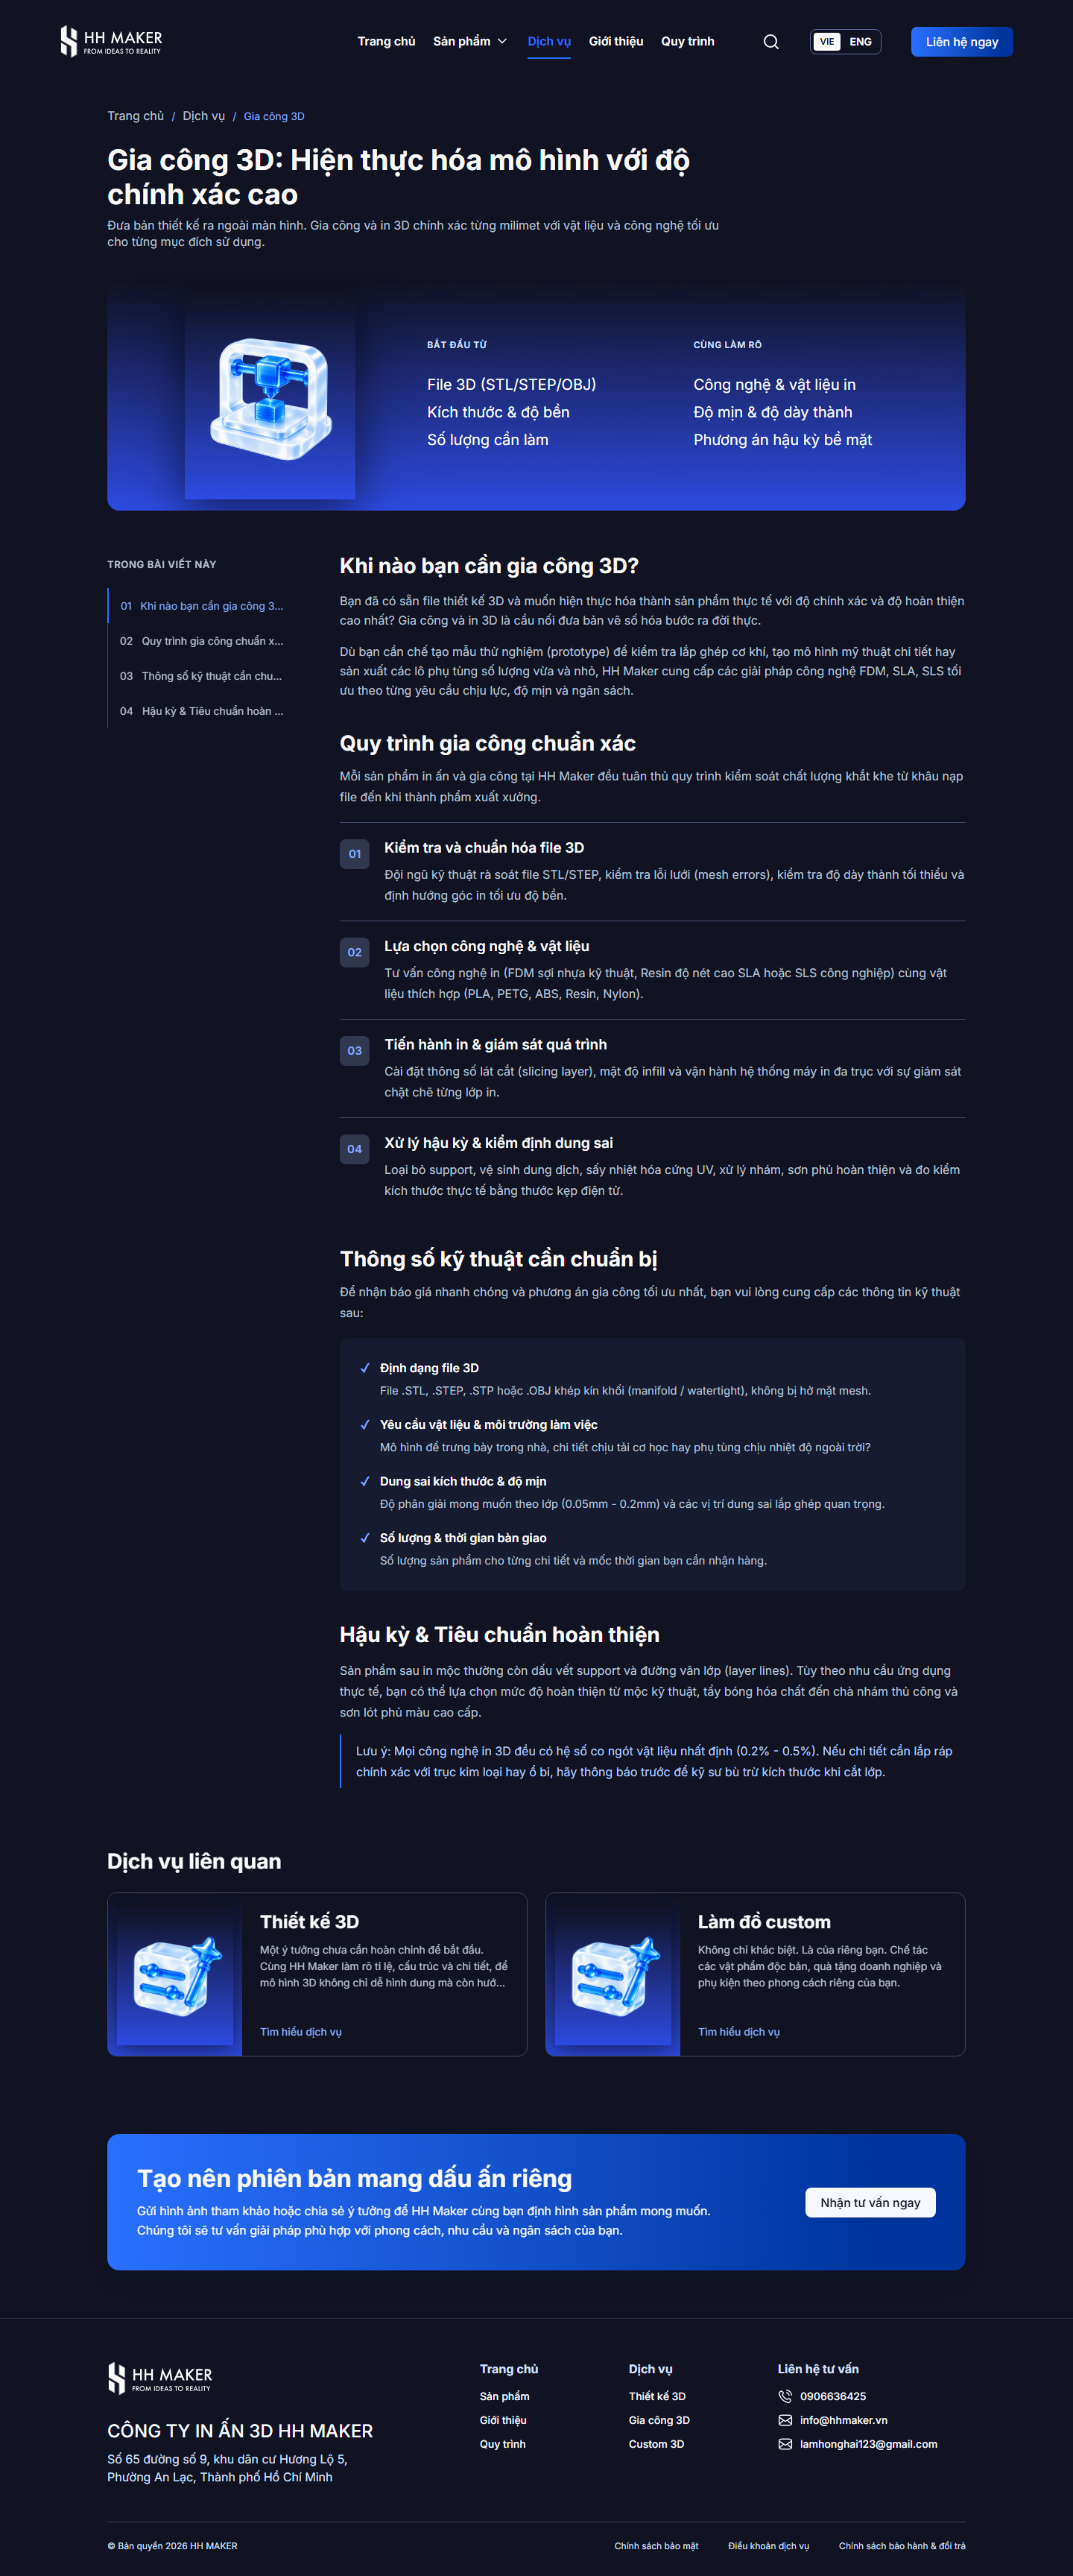 HH MAKER
FROM IDEAS TO REALITY
Trang chủ
Sản phẩm
Dịch vụ
Giới thiệu
Quy trình
VIE
ENG
Liên hệ ngay
Trang chủ / Dịch vụ / Gia công 3D
Gia công 3D: Hiện thực hóa mô hình với độ
chính xác cao
Đưa bản thiết kế ra ngoài màn hình. Gia công và in 3D chính xác từng milimet với vật liệu và công nghệ tối ưu
cho từng mục đích sử dụng.
BẮT ĐẦU TỪ
File 3D (STL/STEP/OBJ)
Kích thước & độ bền
Số lượng cần làm
CÙNG LÀM RÕ
Công nghệ & vật liệu in
Độ mịn & độ dày thành
Phương án hậu kỳ bề mặt
TRONG BÀI VIẾT NÀY
01 Khi nào bạn cần gia công 3...
02 Quy trình gia công chuẩn x...
03 Thông số kỹ thuật cần chu...
04 Hậu kỳ & Tiêu chuẩn hoàn ...
Khi nào bạn cần gia công 3D?
Bạn đã có sẵn file thiết kế 3D và muốn hiện thực hóa thành sản phẩm thực tế với độ chính xác và độ hoàn thiện
cao nhất? Gia công và in 3D là cầu nối đưa bản vẽ số hóa bước ra đời thực.
Dù bạn cần chế tạo mẫu thử nghiệm (prototype) để kiểm tra lắp ghép cơ khí, tạo mô hình mỹ thuật chi tiết hay
sản xuất các lô phụ tùng số lượng vừa và nhỏ, HH Maker cung cấp các giải pháp công nghệ FDM, SLA, SLS tối
ưu theo từng yêu cầu chịu lực, độ mịn và ngân sách.
Quy trình gia công chuẩn xác
Mỗi sản phẩm in ấn và gia công tại HH Maker đều tuân thủ quy trình kiểm soát chất lượng khắt khe từ khâu nạp
file đến khi thành phẩm xuất xưởng.
01
Kiểm tra và chuẩn hóa file 3D
Đội ngũ kỹ thuật rà soát file STL/STEP, kiểm tra lỗi lưới (mesh errors), kiểm tra độ dày thành tối thiểu và
định hướng góc in tối ưu độ bền.
02
Lựa chọn công nghệ & vật liệu
Tư vấn công nghệ in (FDM sợi nhựa kỹ thuật, Resin độ nét cao SLA hoặc SLS công nghiệp) cùng vật
liệu thích hợp (PLA, PETG, ABS, Resin, Nylon).
03
Tiến hành in & giám sát quá trình
Cài đặt thông số lát cắt (slicing layer), mật độ infill và vận hành hệ thống máy in đa trục với sự giám sát
chặt chẽ từng lớp in.
04
Xử lý hậu kỳ & kiểm định dung sai
Loại bỏ support, vệ sinh dung dịch, sấy nhiệt hóa cứng UV, xử lý nhám, sơn phủ hoàn thiện và đo kiểm
kích thước thực tế bằng thước kẹp điện tử.
Thông số kỹ thuật cần chuẩn bị
Để nhận báo giá nhanh chóng và phương án gia công tối ưu nhất, bạn vui lòng cung cấp các thông tin kỹ thuật
sau:
Định dạng file 3D
File .STL, .STEP, .STP hoặc .OBJ khép kín khối (manifold / watertight), không bị hở mặt mesh.
Yêu cầu vật liệu & môi trường làm việc
Mô hình để trưng bày trong nhà, chi tiết chịu tải cơ học hay phụ tùng chịu nhiệt độ ngoài trời?
Dung sai kích thước & độ mịn
Độ phân giải mong muốn theo lớp (0.05mm - 0.2mm) và các vị trí dung sai lắp ghép quan trọng.
Số lượng & thời gian bàn giao
Số lượng sản phẩm cho từng chi tiết và mốc thời gian bạn cần nhận hàng.
Hậu kỳ & Tiêu chuẩn hoàn thiện
Sản phẩm sau in mộc thường còn dấu vết support và đường vân lớp (layer lines). Tùy theo nhu cầu ứng dụng
thực tế, bạn có thể lựa chọn mức độ hoàn thiện từ mộc kỹ thuật, tẩy bóng hóa chất đến chà nhám thủ công và
sơn lót phủ màu cao cấp.
Lưu ý: Mọi công nghệ in 3D đều có hệ số co ngót vật liệu nhất định (0.2% - 0.5%). Nếu chi tiết cần lắp ráp
chính xác với trục kim loại hay ổ bi, hãy thông báo trước để kỹ sư bù trừ kích thước khi cắt lớp.
Dịch vụ liên quan
Thiết kế 3D
Một ý tưởng chưa cần hoàn chỉnh để bắt đầu.
Cùng HH Maker làm rõ tỉ lệ, cấu trúc và chi tiết, để
mô hình 3D không chỉ dễ hình dung mà còn hướ...
Tìm hiểu dịch vụ
Làm đồ custom
Không chỉ khác biệt. Là của riêng bạn. Chế tác
các vật phẩm độc bản, quà tặng doanh nghiệp và
phụ kiện theo phong cách riêng của bạn.
Tìm hiểu dịch vụ
Tạo nên phiên bản mang dấu ấn riêng
Gửi hình ảnh tham khảo hoặc chia sẻ ý tưởng để HH Maker cùng bạn định hình sản phẩm mong muốn.
Chúng tôi sẽ tư vấn giải pháp phù hợp với phong cách, nhu cầu và ngân sách của bạn.
Nhận tư vấn ngay
HH MAKER
FROM IDEAS TO REALITY
CÔNG TY IN ẤN 3D HH MAKER
Số 65 đường số 9, khu dân cư Hương Lộ 5,
Phường An Lạc, Thành phố Hồ Chí Minh
Trang chủ
Sản phẩm
Giới thiệu
Quy trình
Dịch vụ
Thiết kế 3D
Gia công 3D
Custom 3D
Liên hệ tư vấn
0906636425
info@hhmaker.vn
lamhonghai123@gmail.com
© Bản quyền 2026 HH MAKER
Chính sách bảo mật
Điều khoản dịch vụ
Chính sách bảo hành & đổi trả